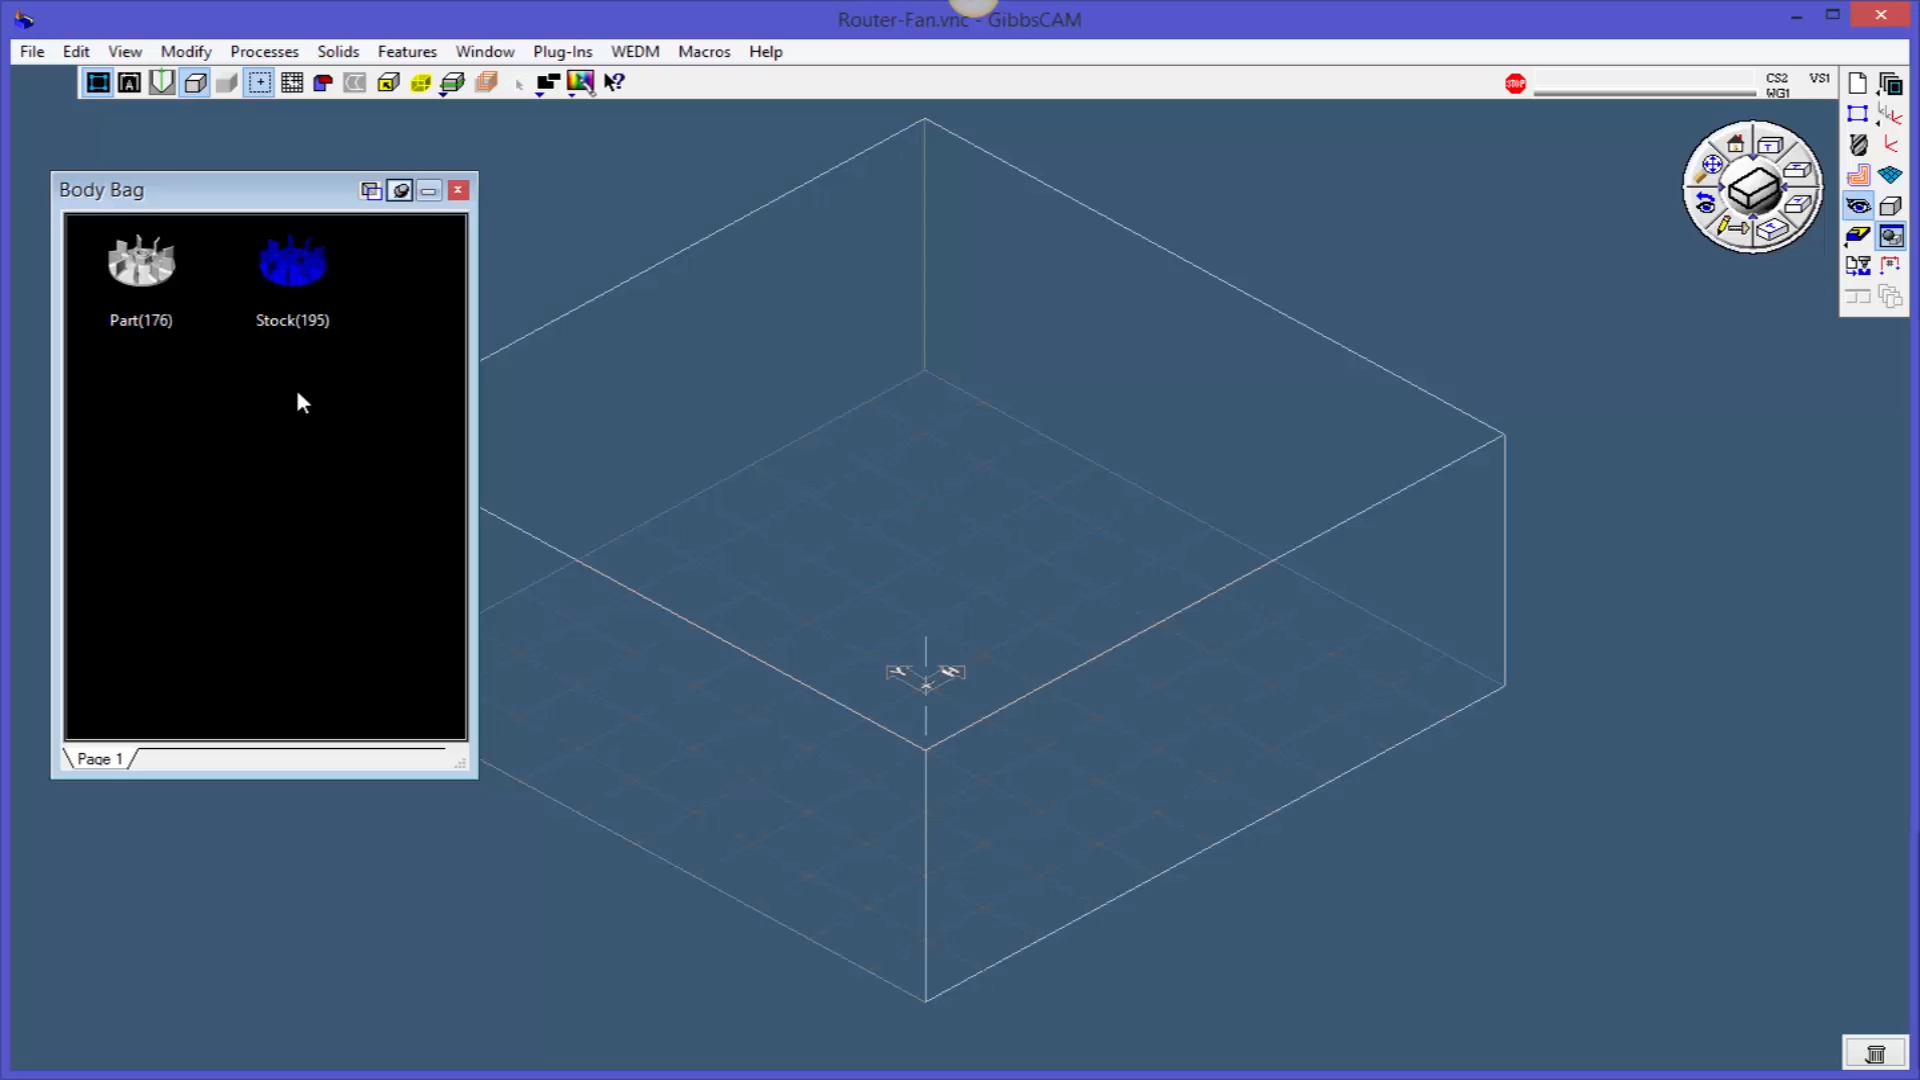 Router-Fan.vnc - GibbsCAM
File Edit View Modify Processes Solids Features Window Plug-Ins WEDM Macros Help
STOP
CS2 VS1
WG1
Body Bag
Part(176) Stock(195)
Page 1